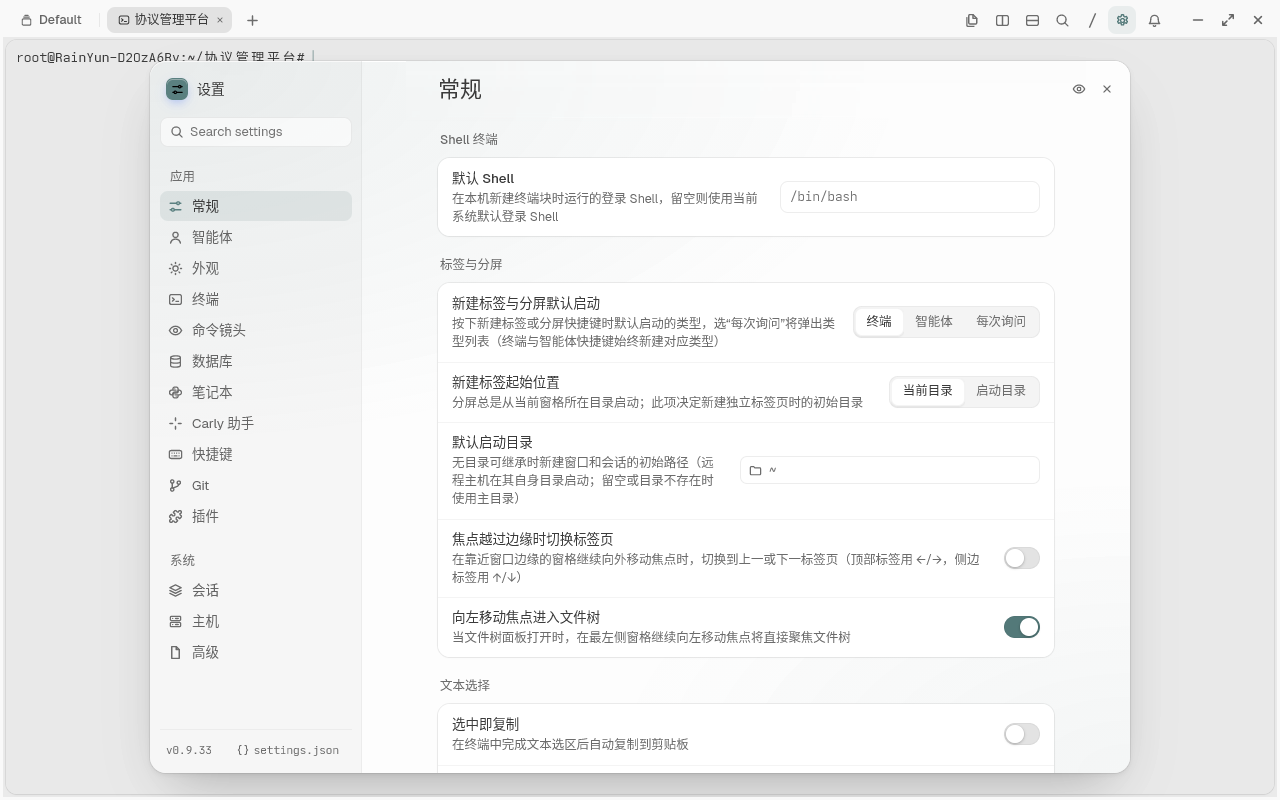 Default
协议管理平台
root@RainYun-D2OzA6Rv:~/协议管理平台#
设置
Search settings
应用
常规
智能体
外观
终端
命令镜头
数据库
笔记本
Carly 助手
快捷键
Git
插件
系统
会话
主机
高级
v0.9.33
{} settings.json
常规
Shell 终端
默认 Shell
在本机新建终端块时运行的登录 Shell，留空则使用当前
系统默认登录 Shell
/bin/bash
标签与分屏
新建标签与分屏默认启动
按下新建标签或分屏快捷键时默认启动的类型，选“每次询问”将弹出类
型列表（终端与智能体快捷键始终新建对应类型）
终端
智能体
每次询问
新建标签起始位置
分屏总是从当前窗格所在目录启动；此项决定新建独立标签页时的初始目录
当前目录
启动目录
默认启动目录
无目录可继承时新建窗口和会话的初始路径（远
程主机在其自身目录启动；留空或目录不存在时
使用主目录）
~
焦点越过边缘时切换标签页
在靠近窗口边缘的窗格继续向外移动焦点时，切换到上一或下一标签页（顶部标签用 ←/→，侧边
标签用 ↑/↓）
向左移动焦点进入文件树
当文件树面板打开时，在最左侧窗格继续向左移动焦点将直接聚焦文件树
文本选择
选中即复制
在终端中完成文本选区后自动复制到剪贴板